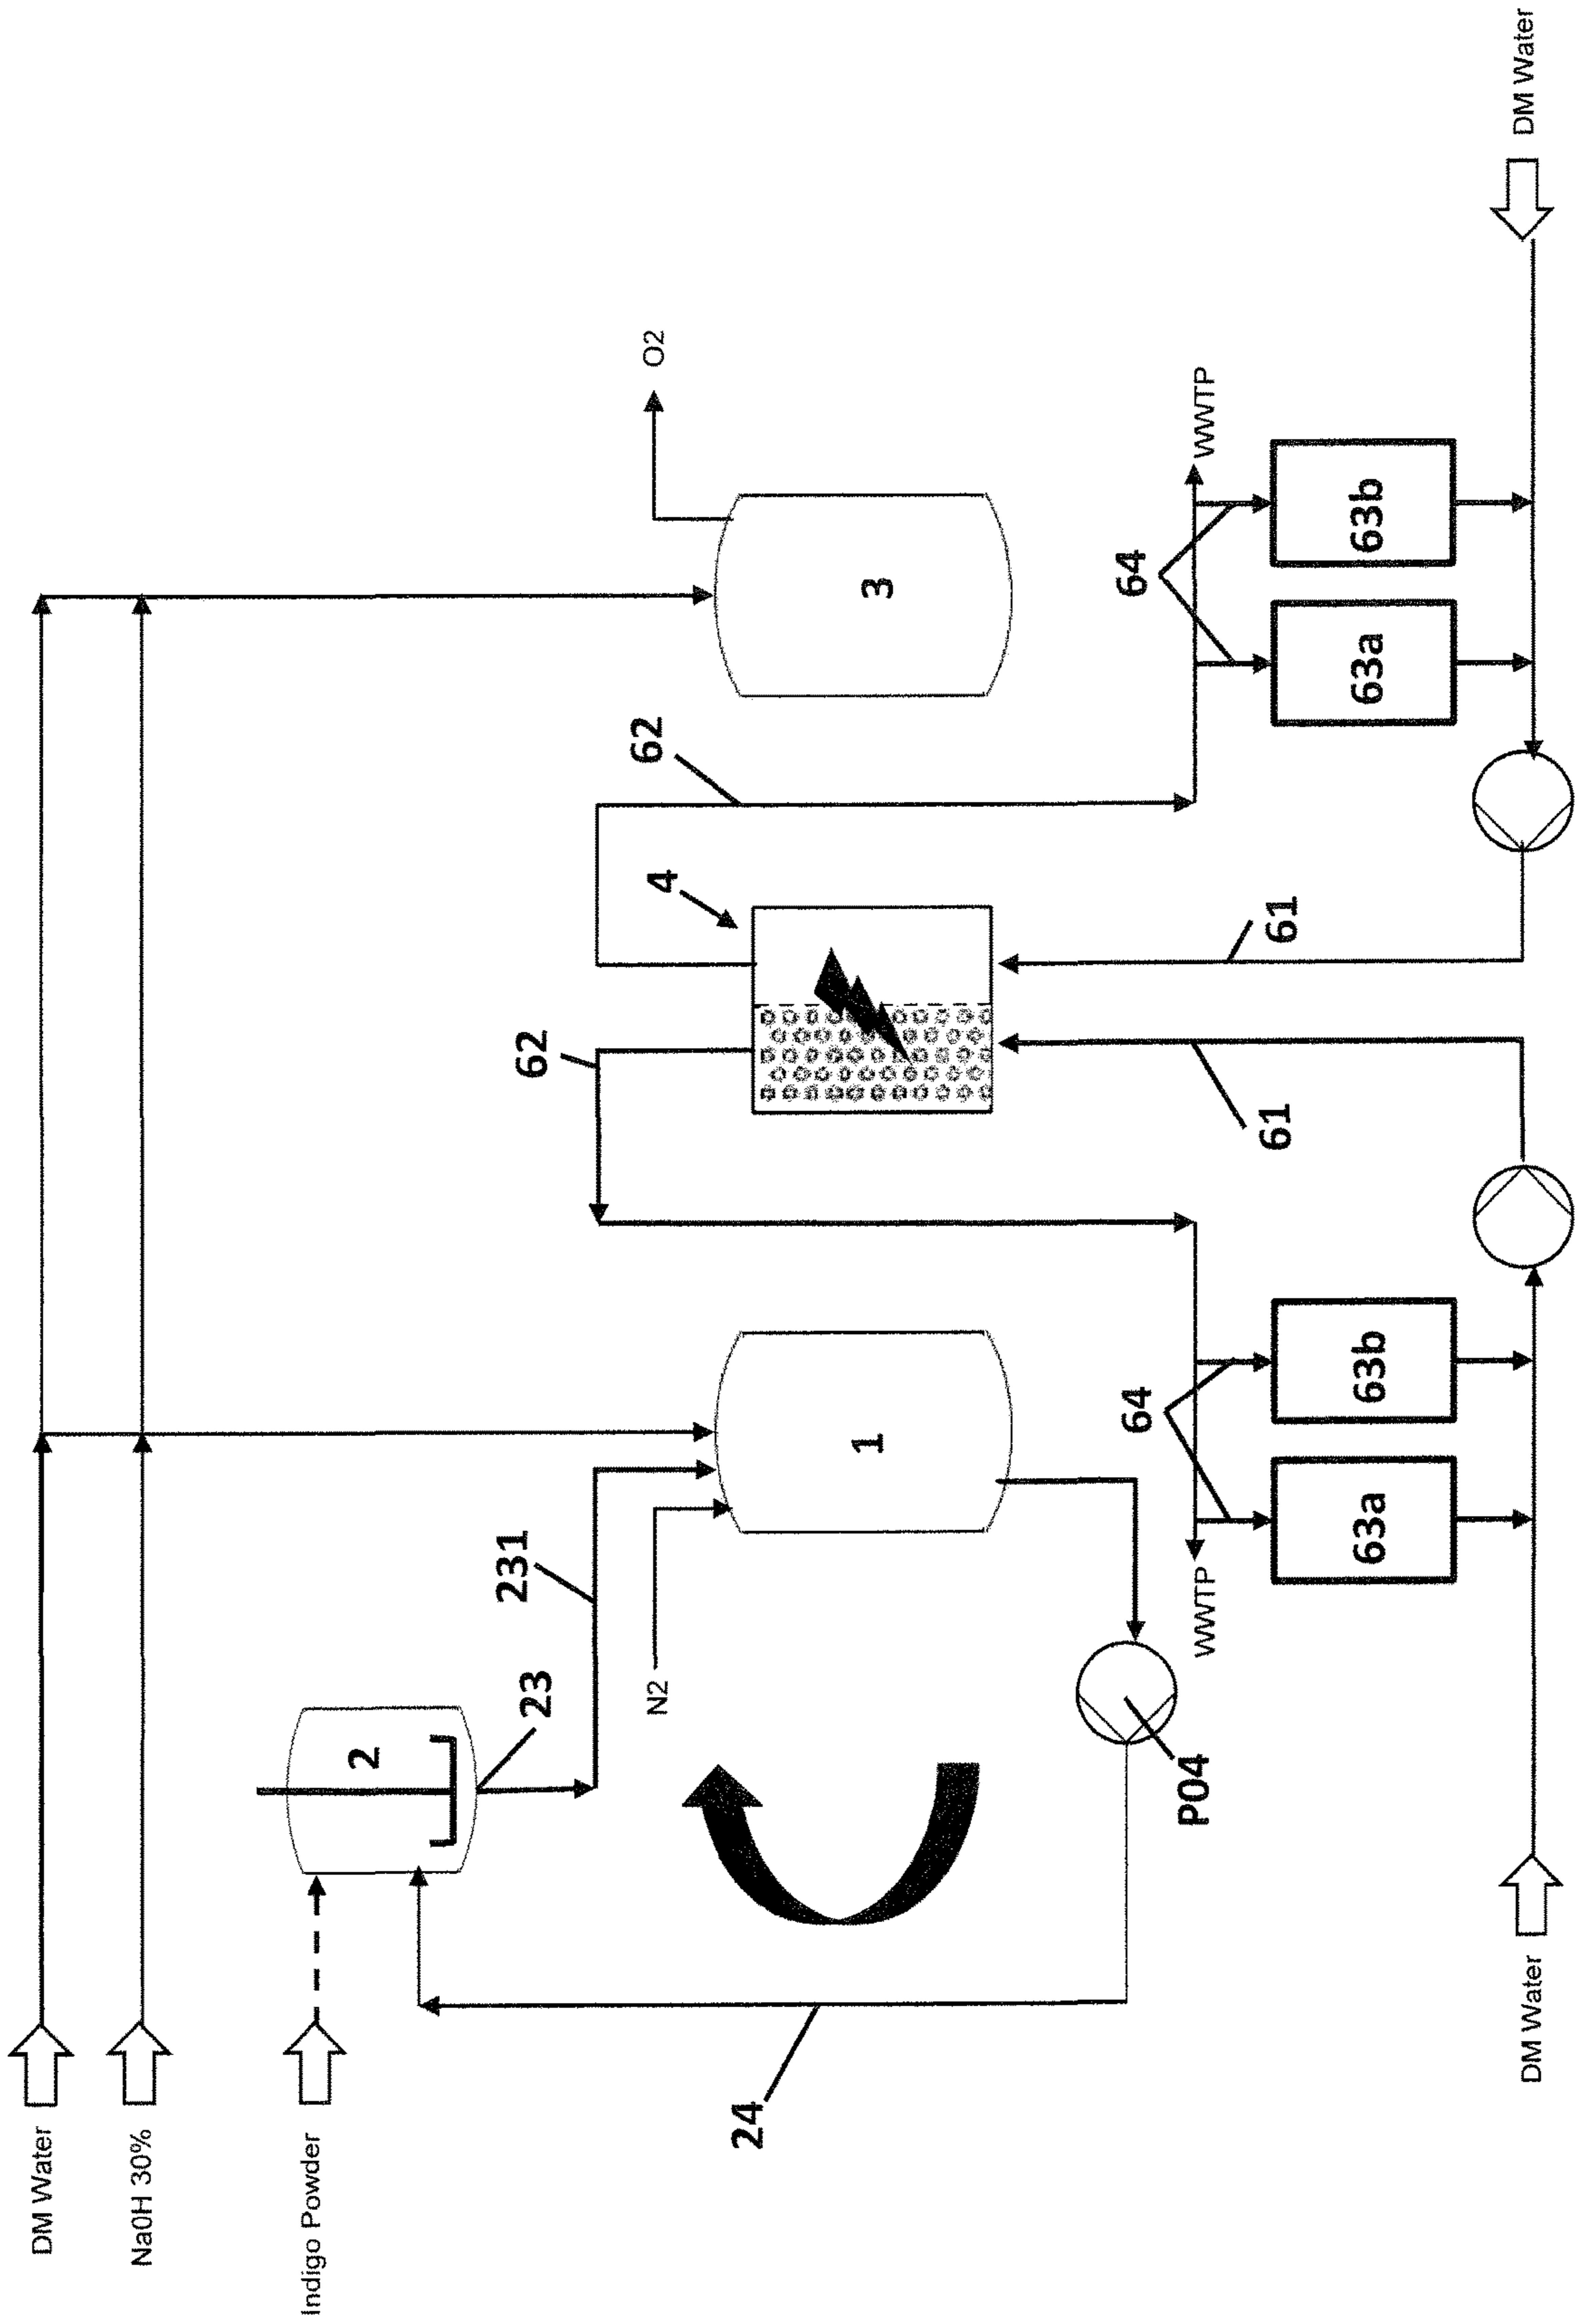 DM Water
Na0H 30%
Indigo Powder
2
231
23
62
N2
62
O2
4
24
1
3
64
64
P04
WWTP
WWTP
61
61
63a
63b
63a
63b
DM Water
DM Water